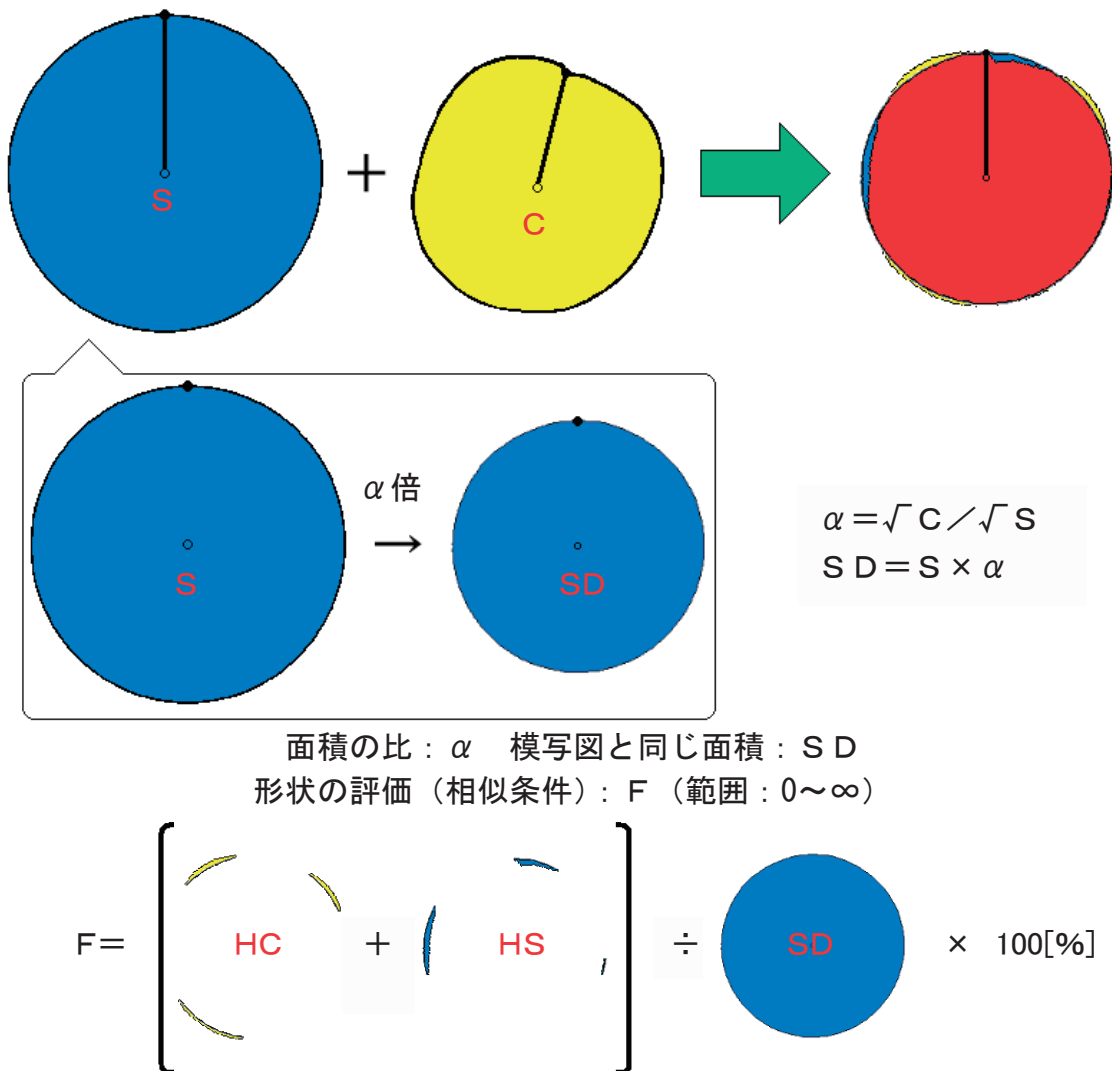 S
＋
C
α倍
→
S
SD
α＝√C／√S
SD＝S×α
面積の比：α　模写図と同じ面積：SD
形状の評価（相似条件）：F（範囲：0～∞）
F＝ [ HC ＋ HS ] ÷ SD × 100[%]